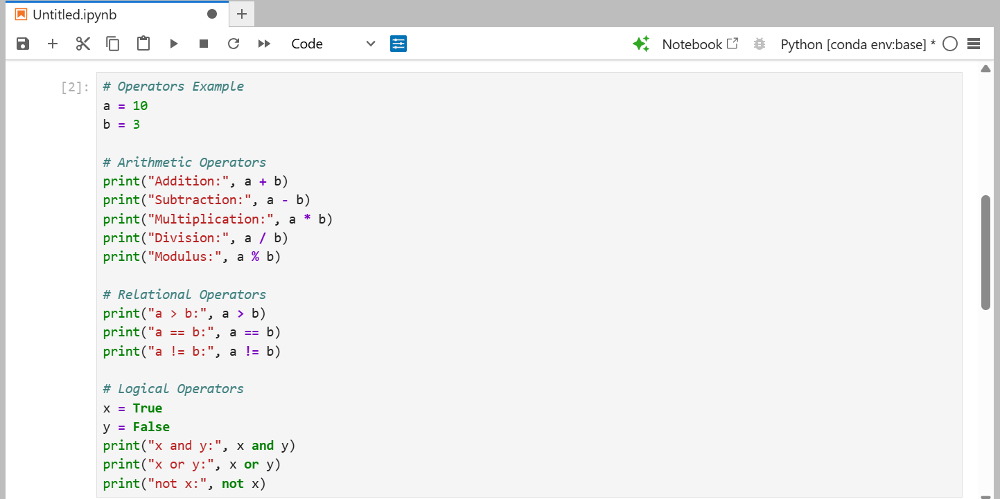 Untitled.ipynb
Code
Notebook
Python [conda env:base] *
[2]:
# Operators Example
a = 10
b = 3
# Arithmetic Operators
print("Addition:", a + b)
print("Subtraction:", a - b)
print("Multiplication:", a * b)
print("Division:", a / b)
print("Modulus:", a % b)
# Relational Operators
print("a > b:", a > b)
print("a == b:", a == b)
print("a != b:", a != b)
# Logical Operators
x = True
y = False
print("x and y:", x and y)
print("x or y:", x or y)
print("not x:", not x)